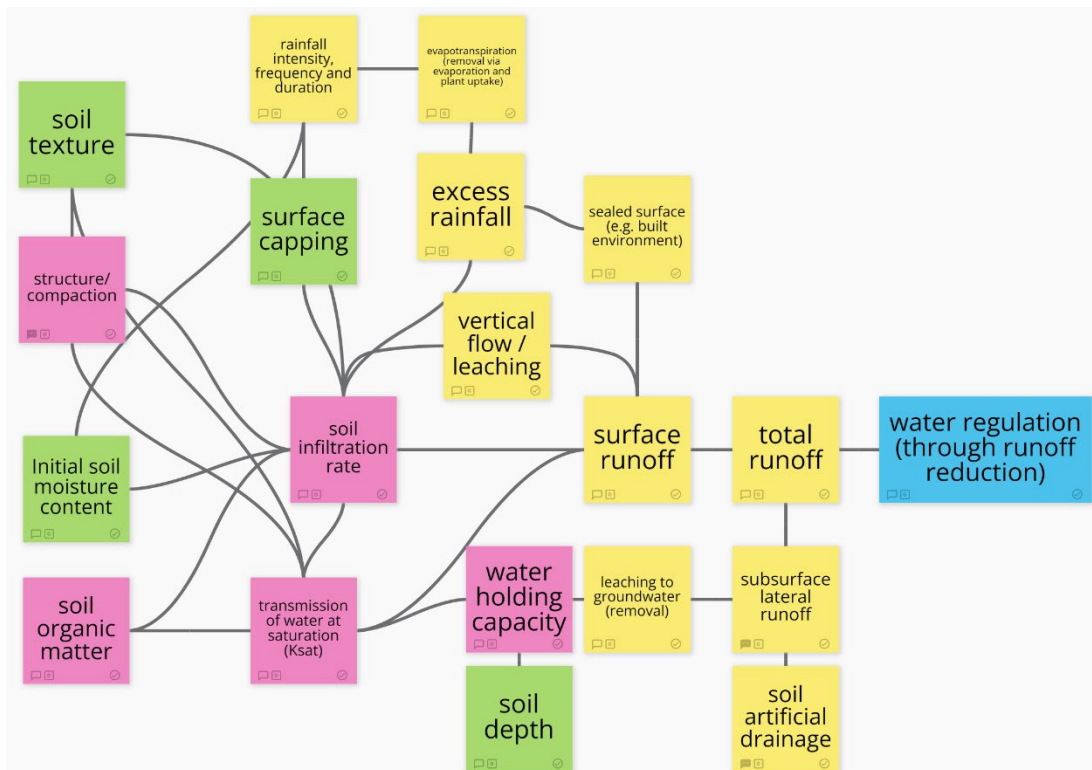 rainfall
intensity,
frequency and
duration
evapotranspiration
(removal via
evaporation and
plant uptake)
soil
texture
surface
capping
excess
rainfall
sealed surface
(e.g. built
environment)
structure/
compaction
vertical
flow /
leaching
soil
infiltration
rate
surface
runoff
total
runoff
water regulation
(through runoff
reduction)
Initial soil
moisture
content
soil
organic
matter
transmission
of water at
saturation
(Ksat)
water
holding
capacity
leaching to
groundwater
(removal)
subsurface
lateral
runoff
soil
depth
soil
artificial
drainage